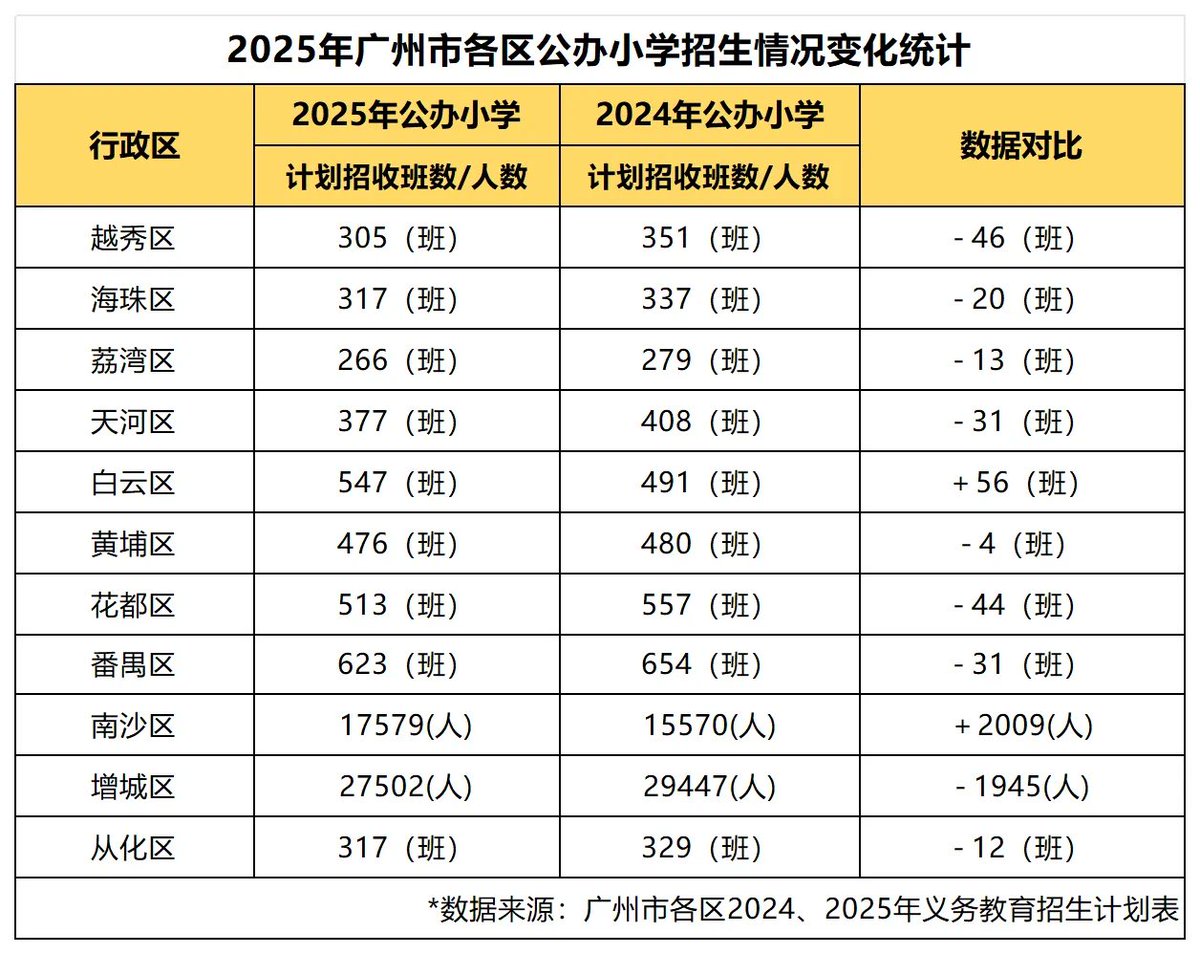 2025年广州市各区公办小学招生情况变化统计
行政区 2025年公办小学 2024年公办小学 数据对比
计划招收班数/人数 计划招收班数/人数
越秀区 305（班） 351（班） - 46（班）
海珠区 317（班） 337（班） - 20（班）
荔湾区 266（班） 279（班） - 13（班）
天河区 377（班） 408（班） - 31（班）
白云区 547（班） 491（班） + 56（班）
黄埔区 476（班） 480（班） - 4（班）
花都区 513（班） 557（班） - 44（班）
番禺区 623（班） 654（班） - 31（班）
南沙区 17579(人) 15570(人) + 2009(人)
增城区 27502(人) 29447(人) - 1945(人)
从化区 317（班） 329（班） - 12（班）
*数据来源：广州市各区2024、2025年义务教育招生计划表